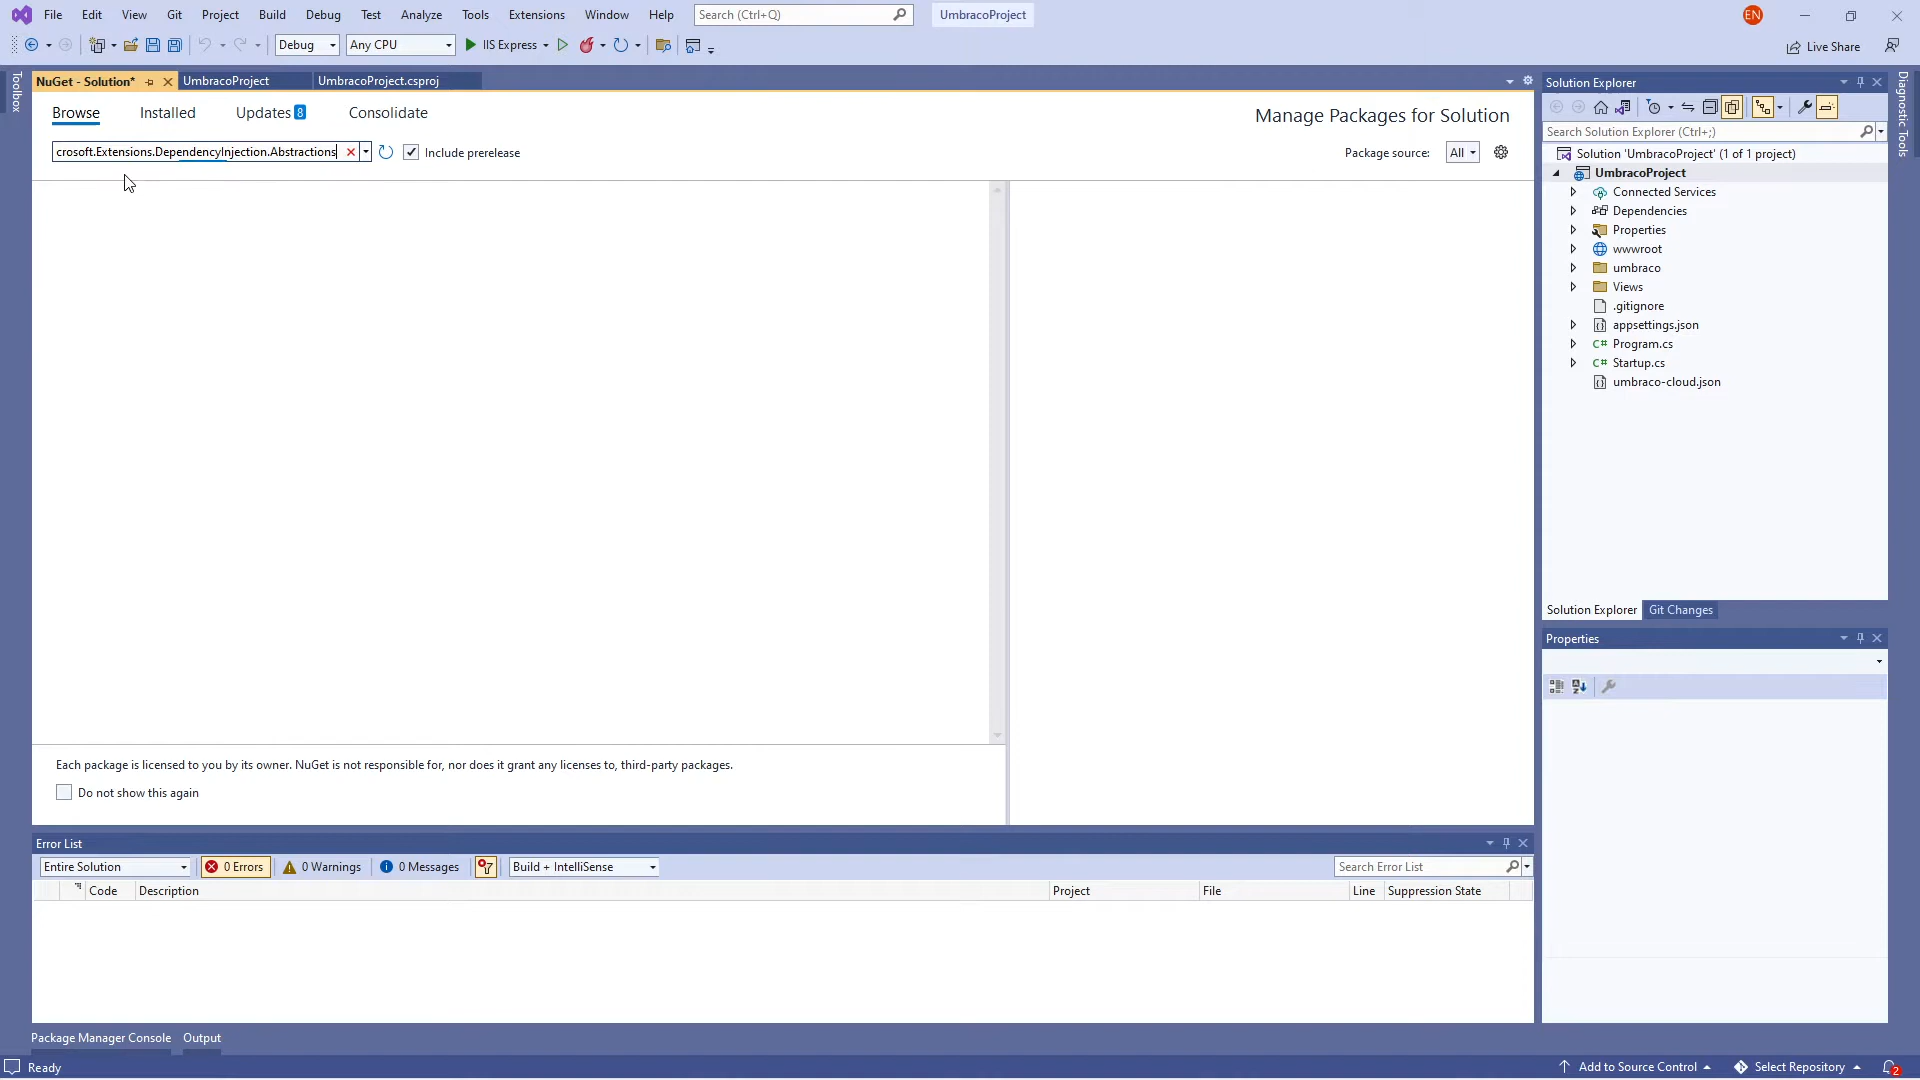 File Edit View Git Project Build Debug Test Analyze Tools Extensions Window Help Search (Ctrl+Q) UmbracoProject EN
Debug Any CPU IIS Express Live Share
Toolbox
NuGet - Solution* UmbracoProject UmbracoProject.csproj
Browse Installed Updates 8 Consolidate Manage Packages for Solution
crosoft.Extensions.DependencyInjection.Abstractions Include prerelease Package source: All
Each package is licensed to you by its owner. NuGet is not responsible for, nor does it grant any licenses to, third-party packages.
Do not show this again
Error List
Entire Solution 0 Errors 0 Warnings 0 Messages Build + IntelliSense Search Error List
Code Description Project File Line Suppression State
Package Manager Console Output
Solution Explorer
Search Solution Explorer (Ctrl+;)
Solution 'UmbracoProject' (1 of 1 project)
UmbracoProject
Connected Services
Dependencies
Properties
wwwroot
umbraco
Views
.gitignore
appsettings.json
C# Program.cs
C# Startup.cs
umbraco-cloud.json
Solution Explorer Git Changes
Properties
Diagnostic Tools
Ready Add to Source Control Select Repository 2